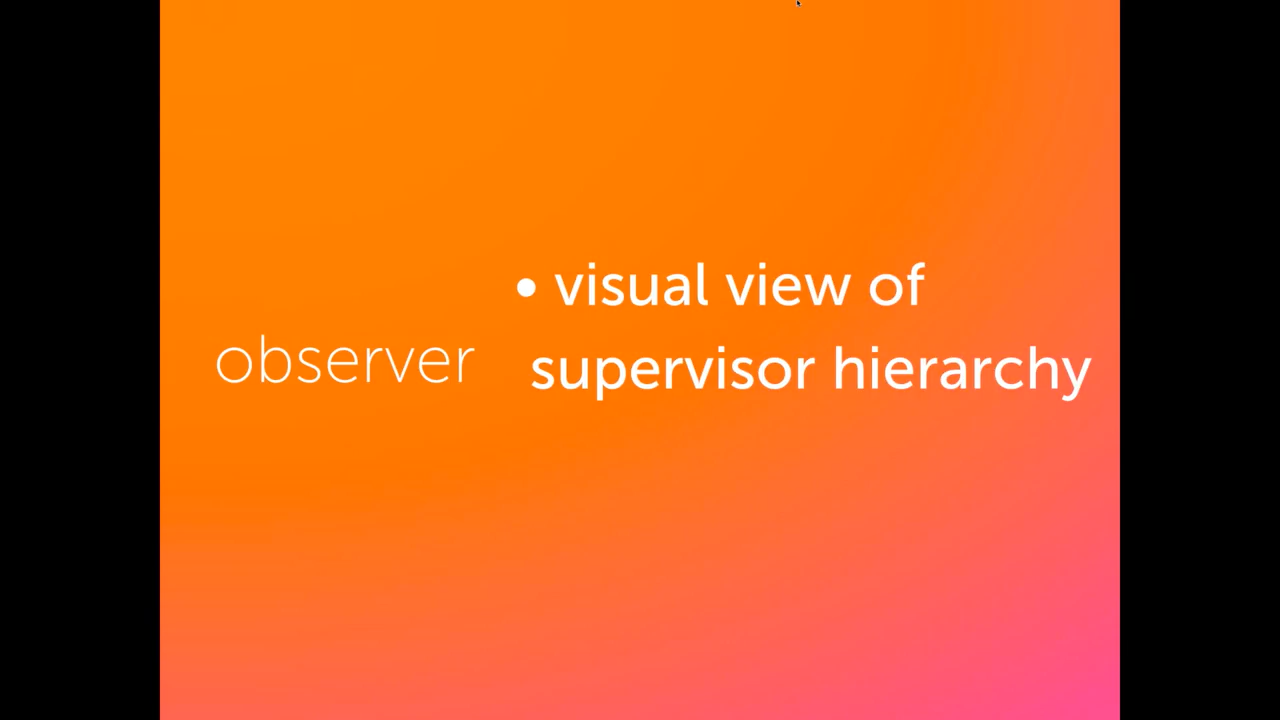 observer
• visual view of
supervisor hierarchy